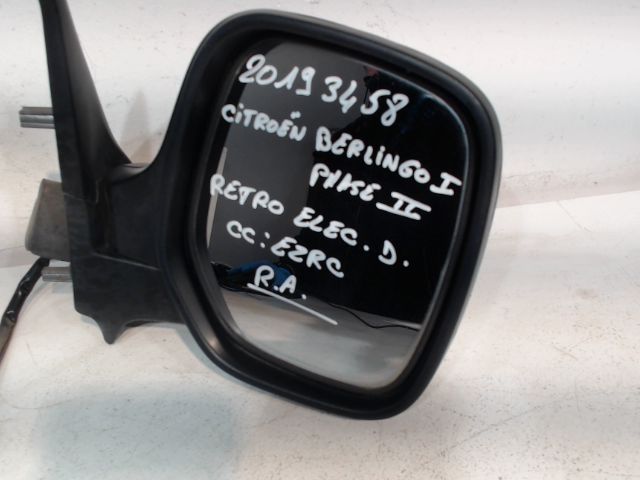 20193458
CiTROËN BERLINGO I
PHASE II
RETRO ELEC. D.
CC: EZRC
R.A.